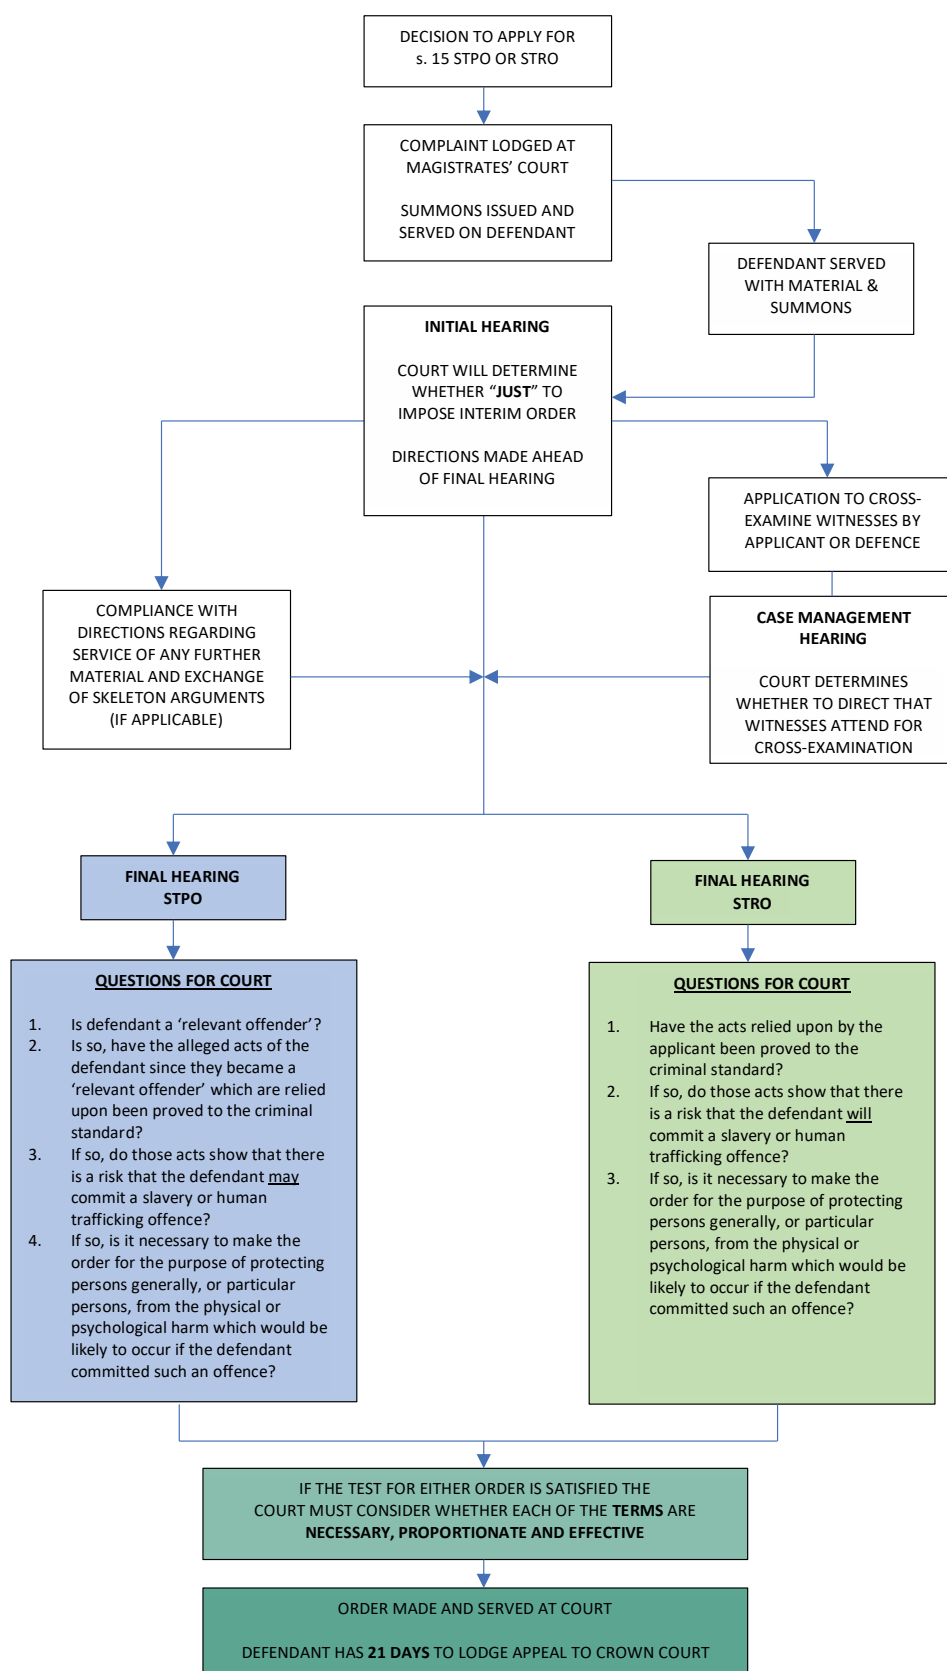 DECISION TO APPLY FOR
s. 15 STPO OR STRO
COMPLAINT LODGED AT
MAGISTRATES’ COURT
SUMMONS ISSUED AND
SERVED ON DEFENDANT
DEFENDANT SERVED
WITH MATERIAL &
SUMMONS
INITIAL HEARING
COURT WILL DETERMINE
WHETHER “JUST” TO
IMPOSE INTERIM ORDER
DIRECTIONS MADE AHEAD
OF FINAL HEARING
APPLICATION TO CROSS-
EXAMINE WITNESSES BY
APPLICANT OR DEFENCE
COMPLIANCE WITH
DIRECTIONS REGARDING
SERVICE OF ANY FURTHER
MATERIAL AND EXCHANGE
OF SKELETON ARGUMENTS
(IF APPLICABLE)
CASE MANAGEMENT
HEARING
COURT DETERMINES
WHETHER TO DIRECT THAT
WITNESSES ATTEND FOR
CROSS-EXAMINATION
FINAL HEARING
STPO
FINAL HEARING
STRO
QUESTIONS FOR COURT
1. Is defendant a ‘relevant offender’?
2. Is so, have the alleged acts of the
defendant since they became a
‘relevant offender’ which are relied
upon been proved to the criminal
standard?
3. If so, do those acts show that there
is a risk that the defendant may
commit a slavery or human
trafficking offence?
4. If so, is it necessary to make the
order for the purpose of protecting
persons generally, or particular
persons, from the physical or
psychological harm which would be
likely to occur if the defendant
committed such an offence?
QUESTIONS FOR COURT
1. Have the acts relied upon by the
applicant been proved to the
criminal standard?
2. If so, do those acts show that there
is a risk that the defendant will
commit a slavery or human
trafficking offence?
3. If so, is it necessary to make the
order for the purpose of protecting
persons generally, or particular
persons, from the physical or
psychological harm which would be
likely to occur if the defendant
committed such an offence?
IF THE TEST FOR EITHER ORDER IS SATISFIED THE
COURT MUST CONSIDER WHETHER EACH OF THE TERMS ARE
NECESSARY, PROPORTIONATE AND EFFECTIVE
ORDER MADE AND SERVED AT COURT
DEFENDANT HAS 21 DAYS TO LODGE APPEAL TO CROWN COURT